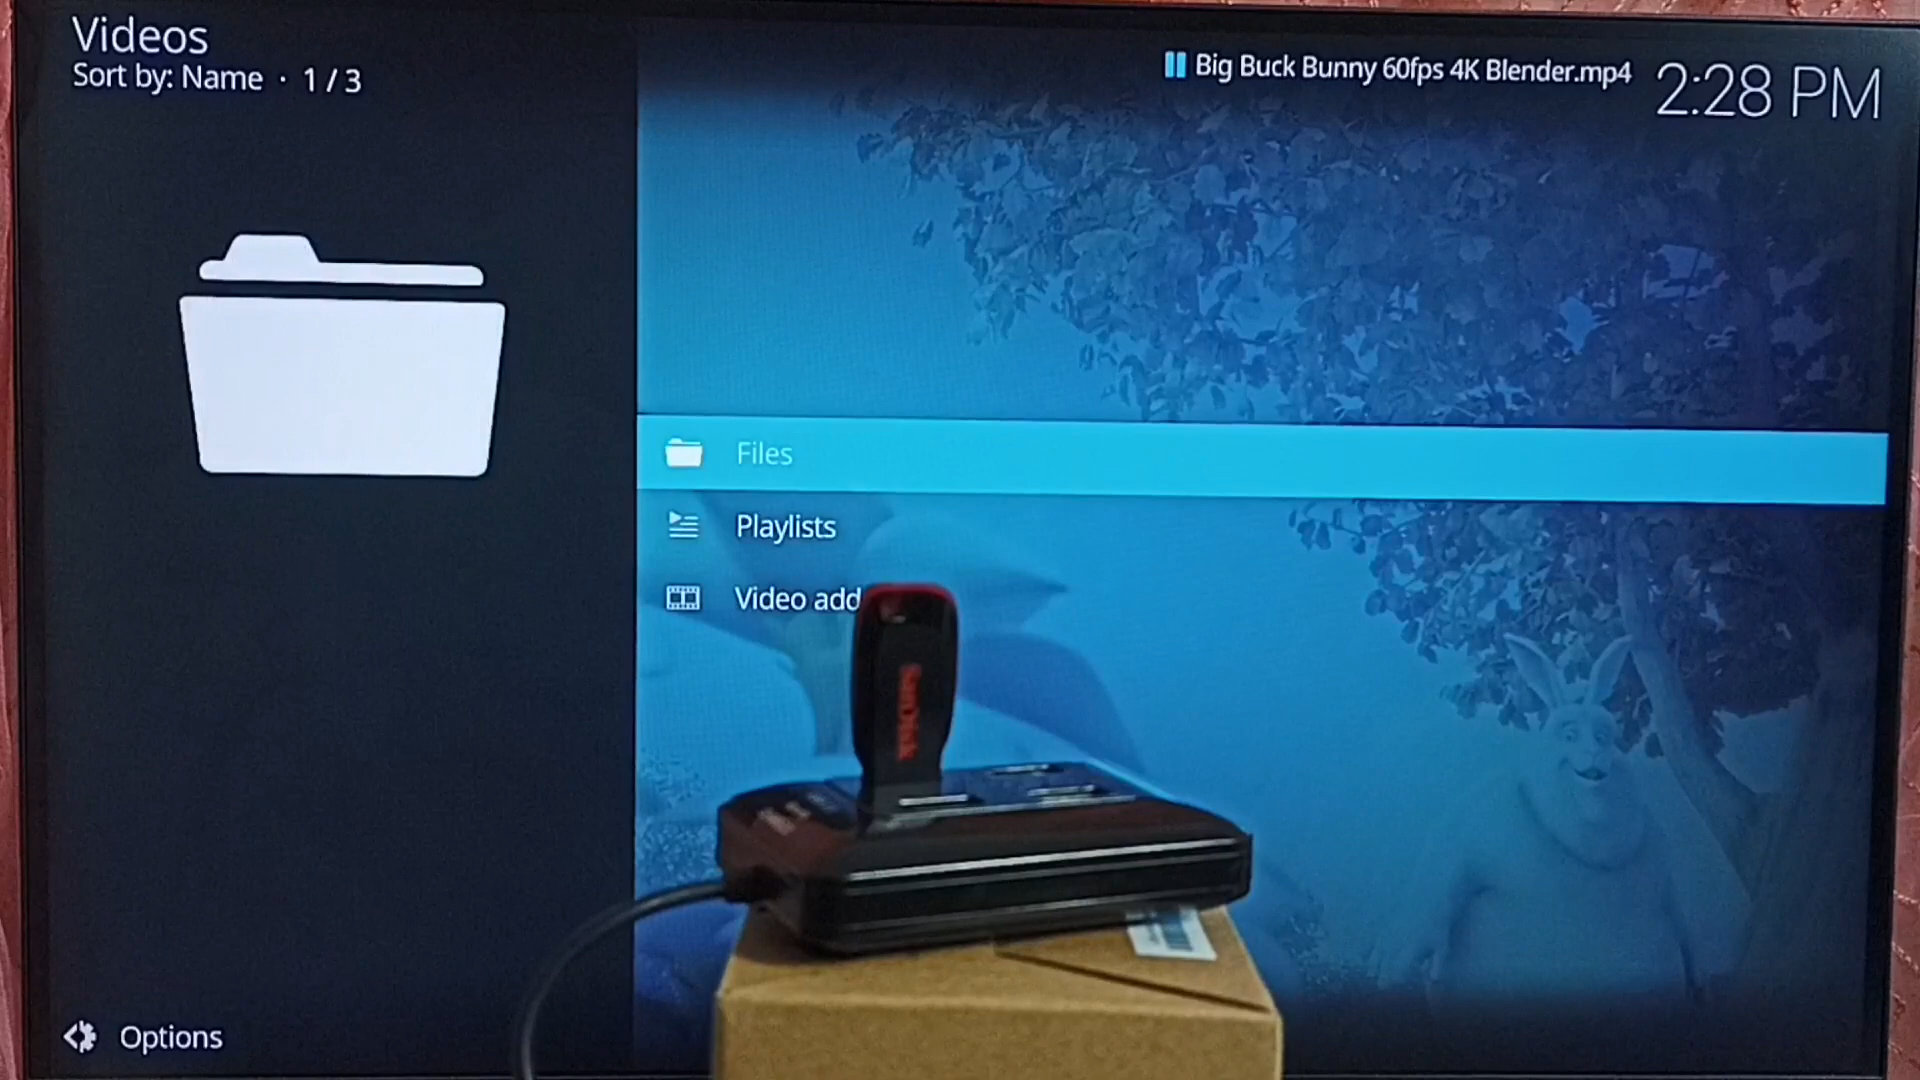 Videos
Sort by: Name · 1 / 3
Big Buck Bunny 60fps 4K Blender.mp4
2:28 PM
Files
Playlists
Video add
SanDisk
Options